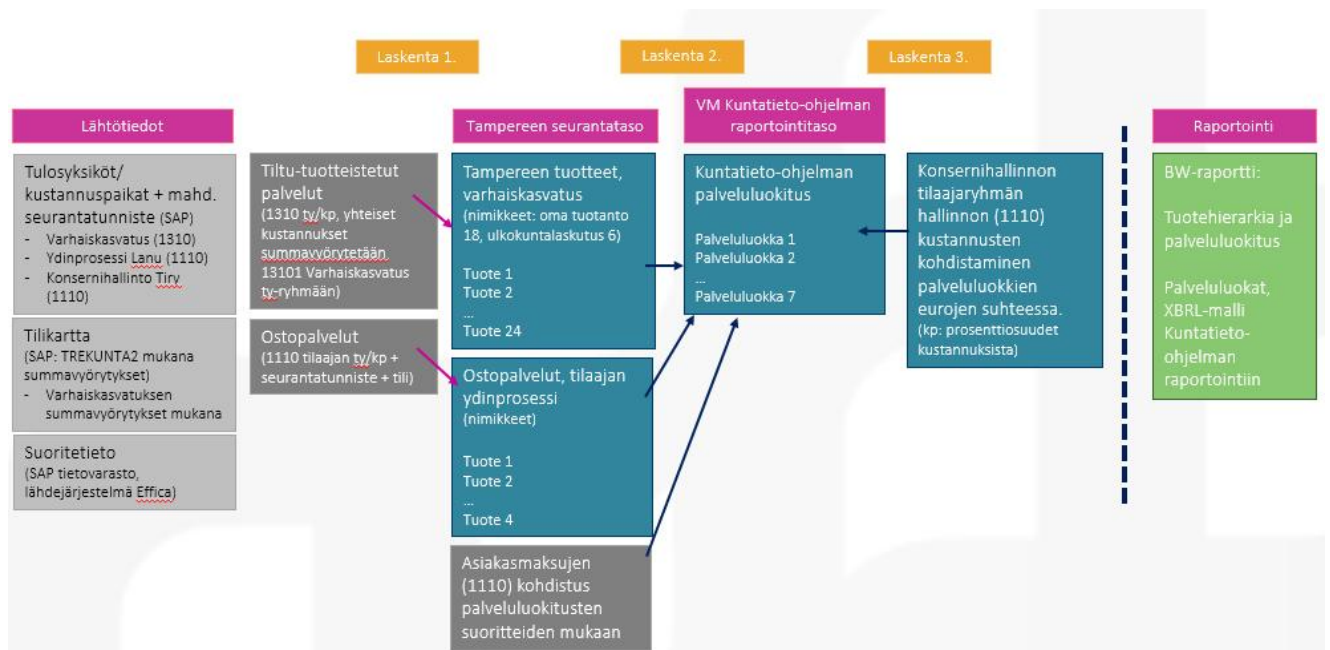 Laskenta 1.
Laskenta 2.
Laskenta 3.
Lähtötiedot
Tampereen seurantataso
VM Kuntatieto-ohjelman
raportointitaso
Raportointi
Tulosyksiköt/
kustannuspaikat + mahd.
seurantatunniste (SAP)
- Varhaiskasvatus (1310)
- Ydinprosessi Lanu (1110)
- Konsernihallinto Tiry
(1110)
Tilikartta
(SAP: TREKUNTA2 mukana
summavyörytykset)
- Varhaiskasvatuksen
summavyörytykset mukana
Suoritetieto
(SAP tietovarasto,
lähdejärjestelmä Effica)
Tiltu-tuotteistetut
palvelut
(1310 ty/kp, yhteiset
kustannukset
summavyörytetään
13101 Varhaiskasvatus
ty-ryhmään)
Ostopalvelut
(1110 tilaajan ty/kp +
seurantatunniste + tili)
Tampereen tuotteet,
varhaiskasvatus
(nimikkeet: oma tuotanto
18, ulkokuntalaskutus 6)
Tuote 1
Tuote 2
...
Tuote 24
Ostopalvelut, tilaajan
ydinprosessi
(nimikkeet)
Tuote 1
Tuote 2
...
Tuote 4
Asiakasmaksujen
(1110) kohdistus
palveluluokitusten
suoritteiden mukaan
Kuntatieto-ohjelman
palveluluokitus
Palveluluokka 1
Palveluluokka 2
...
Palveluluokka 7
Konsernihallinnon
tilaajaryhmän
hallinnon (1110)
kustannusten
kohdistaminen
palveluluokkien
eurojen suhteessa.
(kp: prosenttiosuudet
kustannuksista)
BW-raportti:
Tuotehierarkia ja
palveluluokitus
Palveluluokat,
XBRL-malli
Kuntatieto-
ohjelman
raportointiin